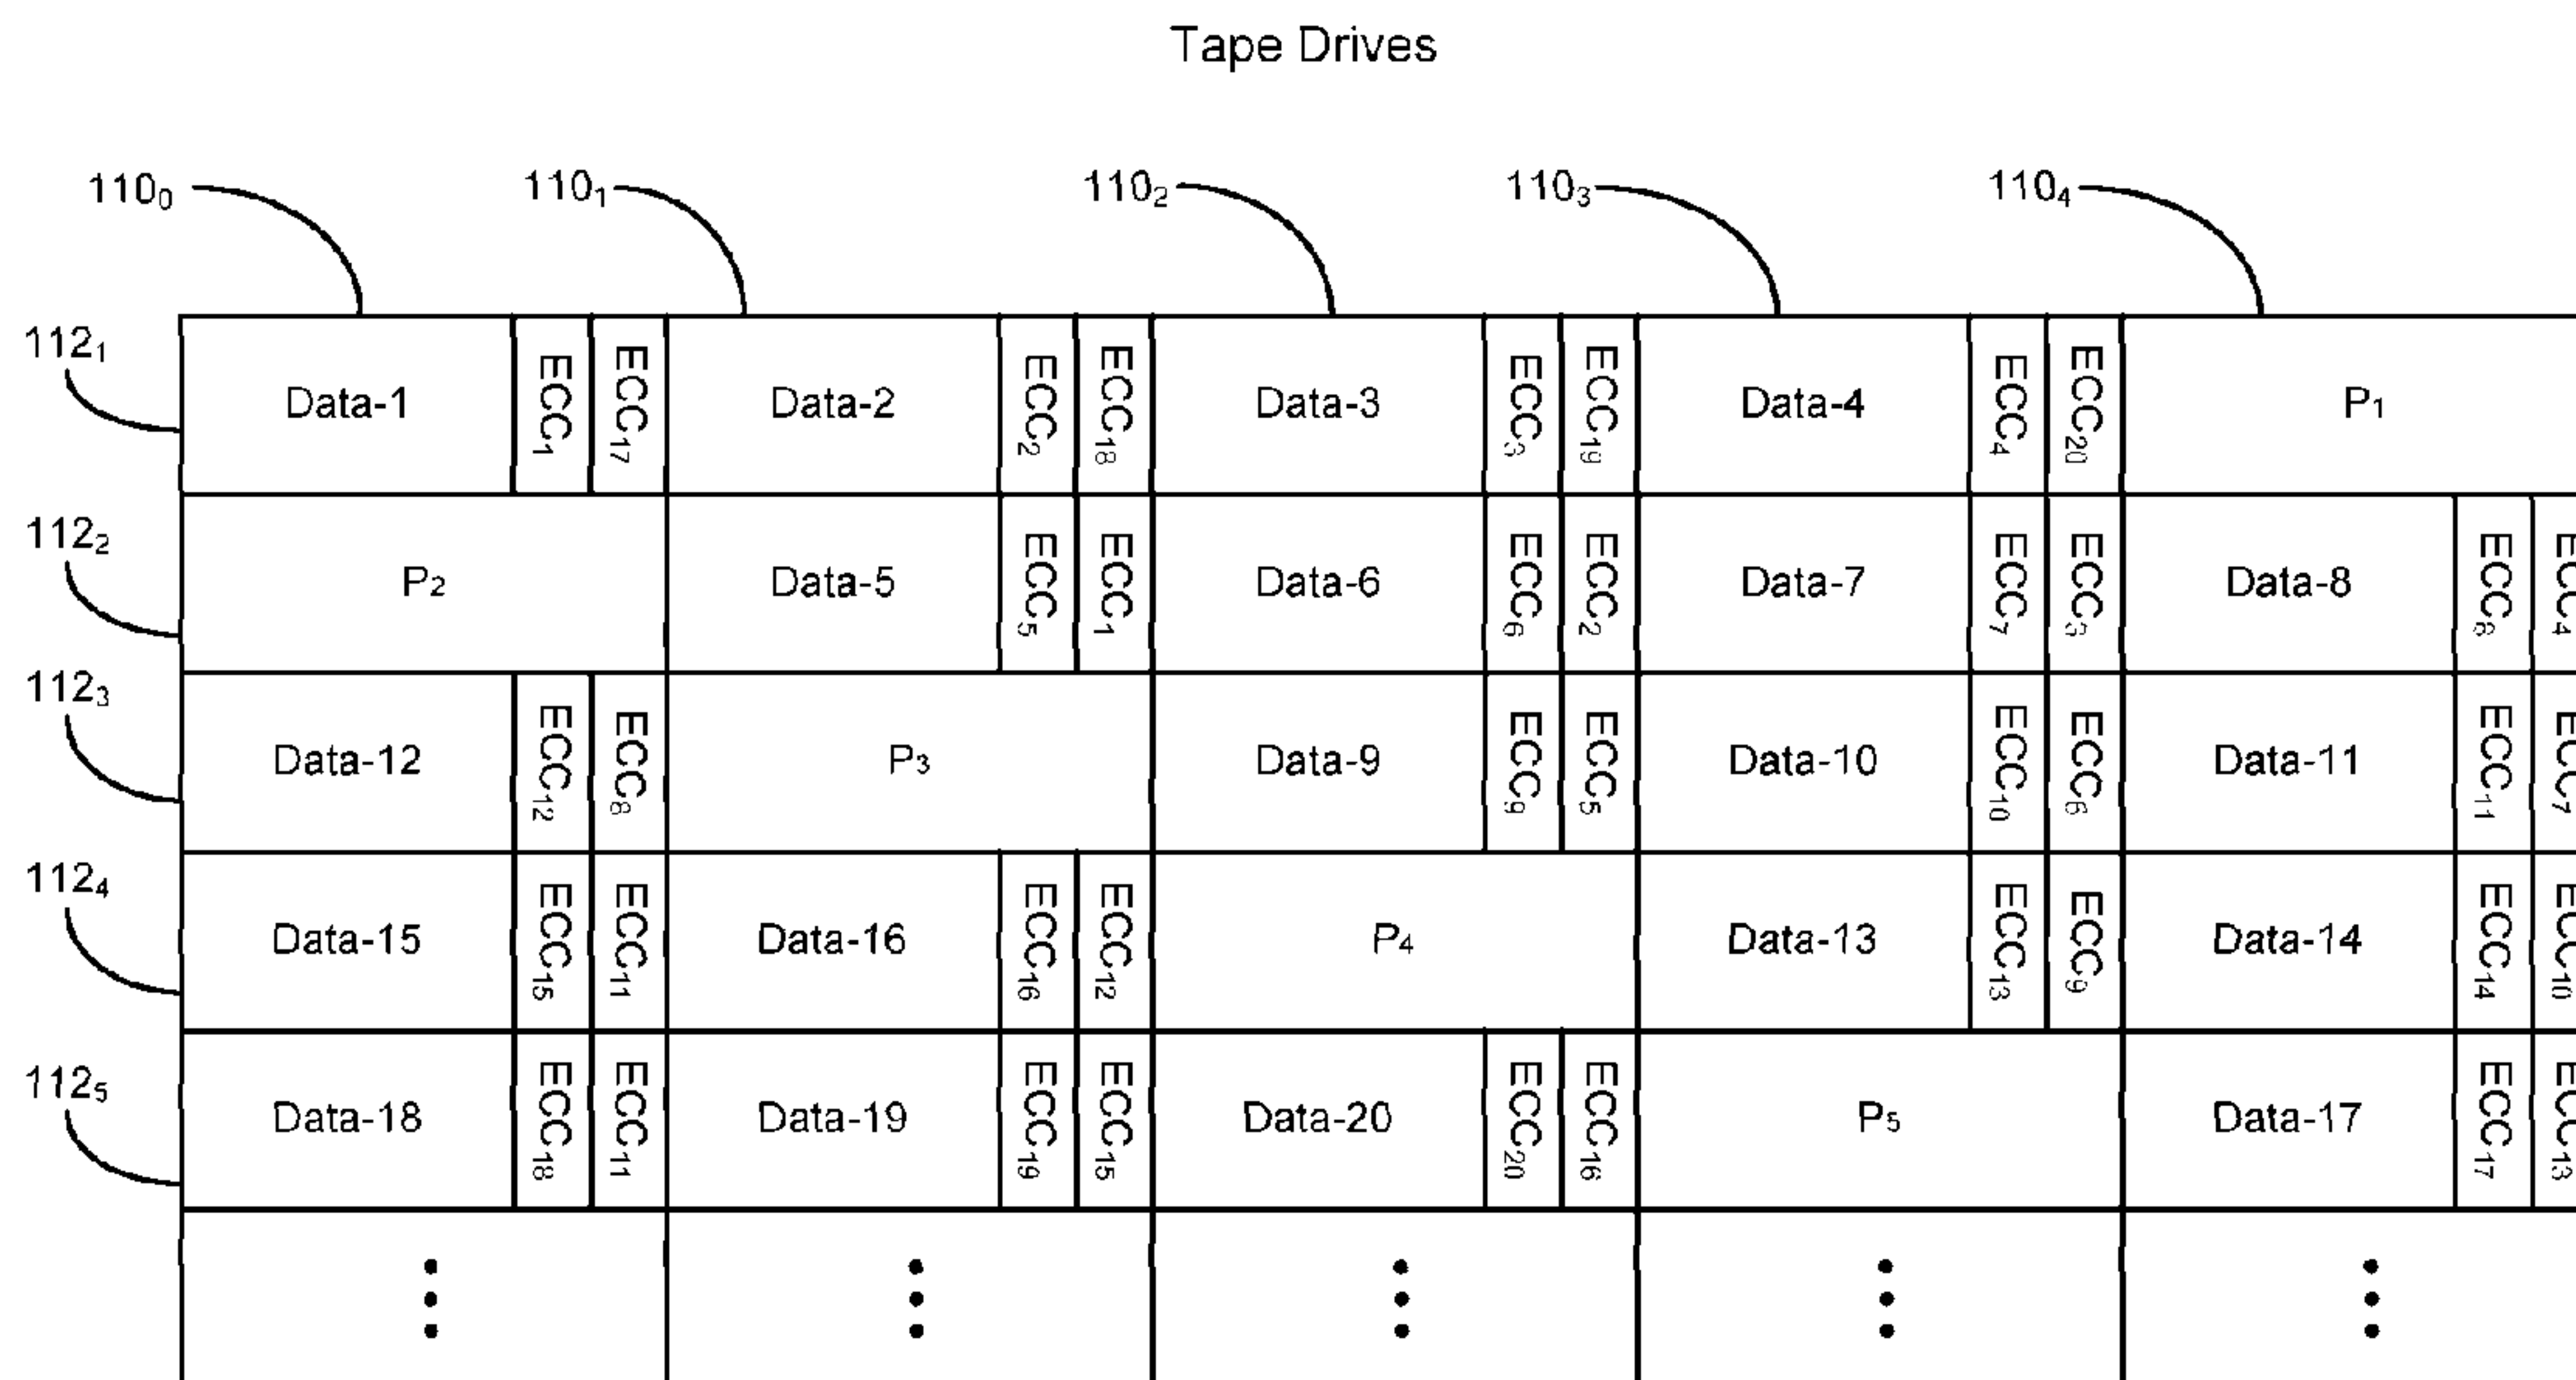 Tape Drives
110₀ 110₁ 110₂ 110₃ 110₄
112₁ Data-1 ECC₁ ECC₁₇ Data-2 ECC₂ ECC₁₈ Data-3 ECC₃ ECC₁₉ Data-4 ECC₄ ECC₂₀ P₁
112₂ P₂ Data-5 ECC₅ ECC₁ Data-6 ECC₆ ECC₂ Data-7 ECC₇ ECC₃ Data-8 ECC₈ ECC₄
112₃ Data-12 ECC₁₂ ECC₈ P₃ Data-9 ECC₉ ECC₅ Data-10 ECC₁₀ ECC₆ Data-11 ECC₁₁ ECC₇
112₄ Data-15 ECC₁₅ ECC₁₁ Data-16 ECC₁₆ ECC₁₂ P₄ Data-13 ECC₁₃ ECC₉ Data-14 ECC₁₄ ECC₁₀
112₅ Data-18 ECC₁₈ ECC₁₁ Data-19 ECC₁₉ ECC₁₅ Data-20 ECC₂₀ ECC₁₆ P₅ Data-17 ECC₁₇ ECC₁₃